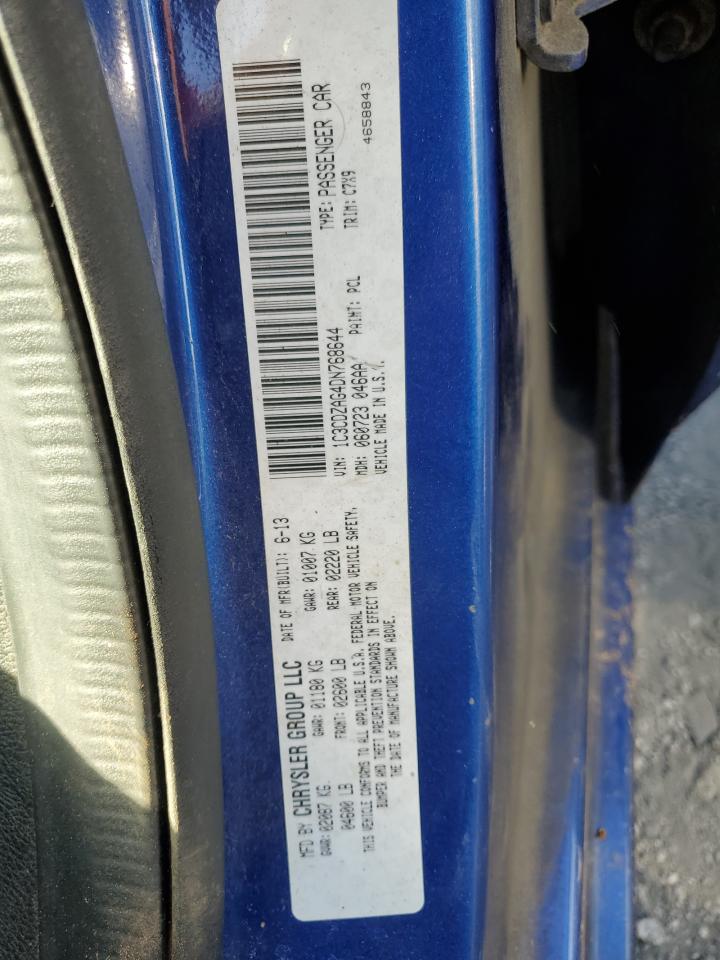 MFD BY CHRYSLER GROUP LLC DATE OF MFR(BUILT): 6-13
GVWR: 02087 KG GAWR: 01180 KG GAWR: 01007 KG
04600 LB FRONT: 02600 LB REAR: 02220 LB
THIS VEHICLE CONFORMS TO ALL APPLICABLE U.S.A. FEDERAL MOTOR VEHICLE SAFETY,
BUMPER AND THEFT PREVENTION STANDARDS IN EFFECT ON
THE DATE OF MANUFACTURE SHOWN ABOVE.
VIN: 1C3CDZAG4DN768644 TYPE: PASSENGER CAR
MDH: 060723 046AA PAINT: PCL TRIM: C7X9
VEHICLE MADE IN U.S.A. 4658843